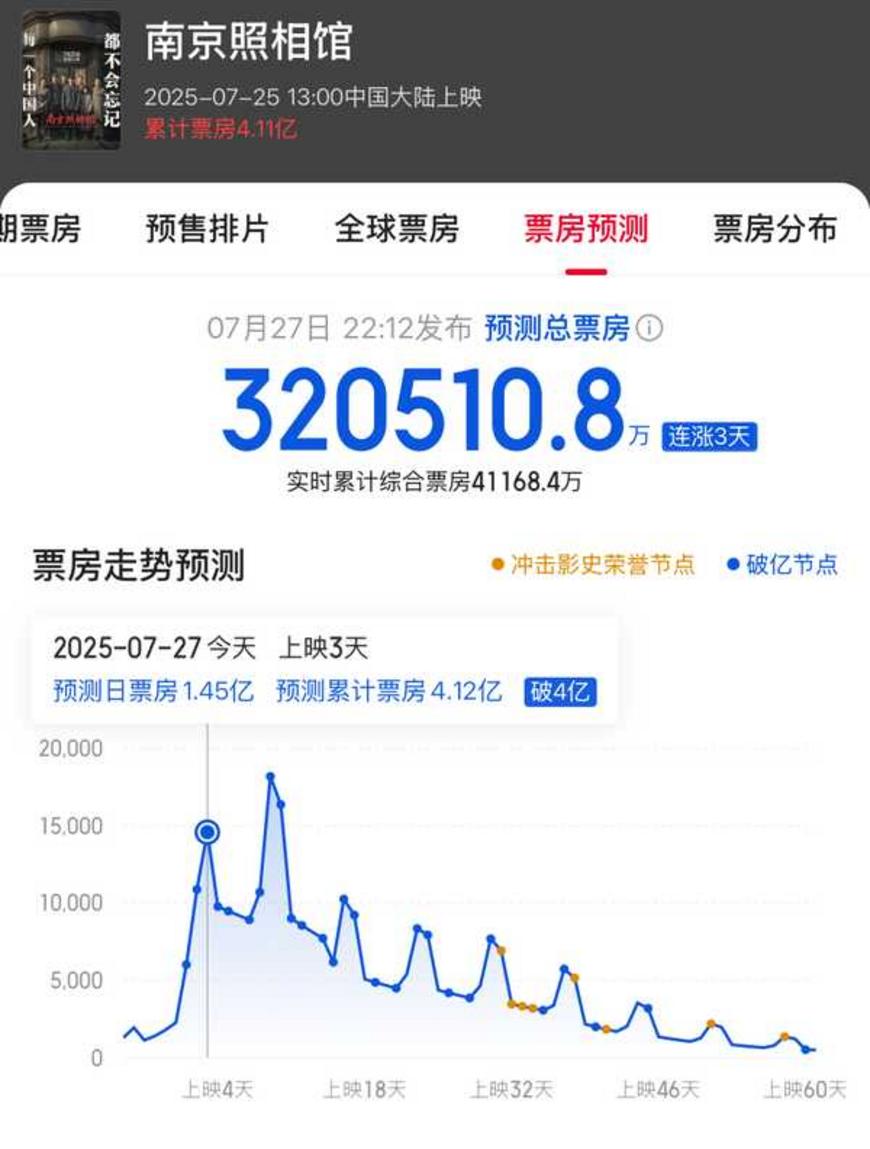 每一个中国人
都不会忘记
南京照相馆
南京照相馆
2025-07-25 13:00中国大陆上映
累计票房4.11亿
期票房 预售排片 全球票房 票房预测 票房分布
07月27日 22:12发布 预测总票房
320510.8万 连涨3天
实时累计综合票房41168.4万
票房走势预测 冲击影史荣誉节点 破亿节点
2025-07-27 今天 上映3天
预测日票房 1.45亿 预测累计票房 4.12亿 破4亿
20,000
15,000
10,000
5,000
0
上映4天 上映18天 上映32天 上映46天 上映60天